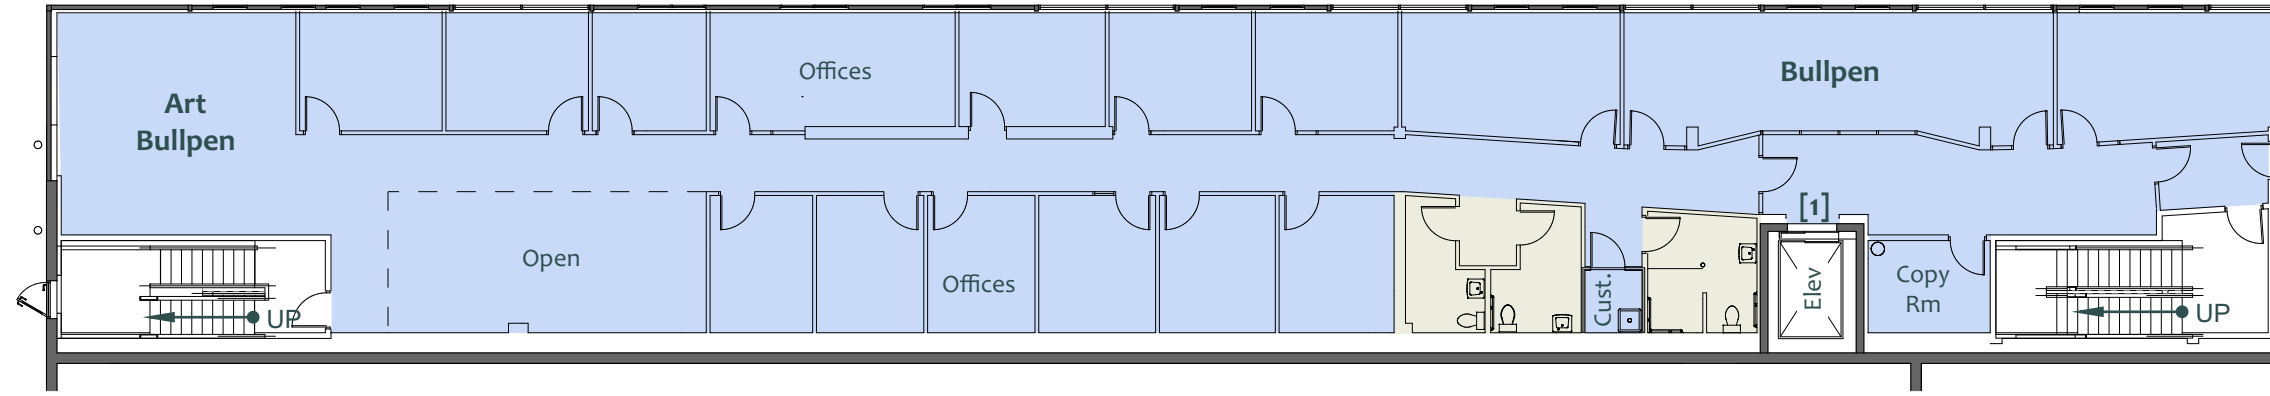 Offices
Bullpen
Art
Bullpen
[1]
Open
Offices
Cust.
Elev
Copy
Rm
UP
UP